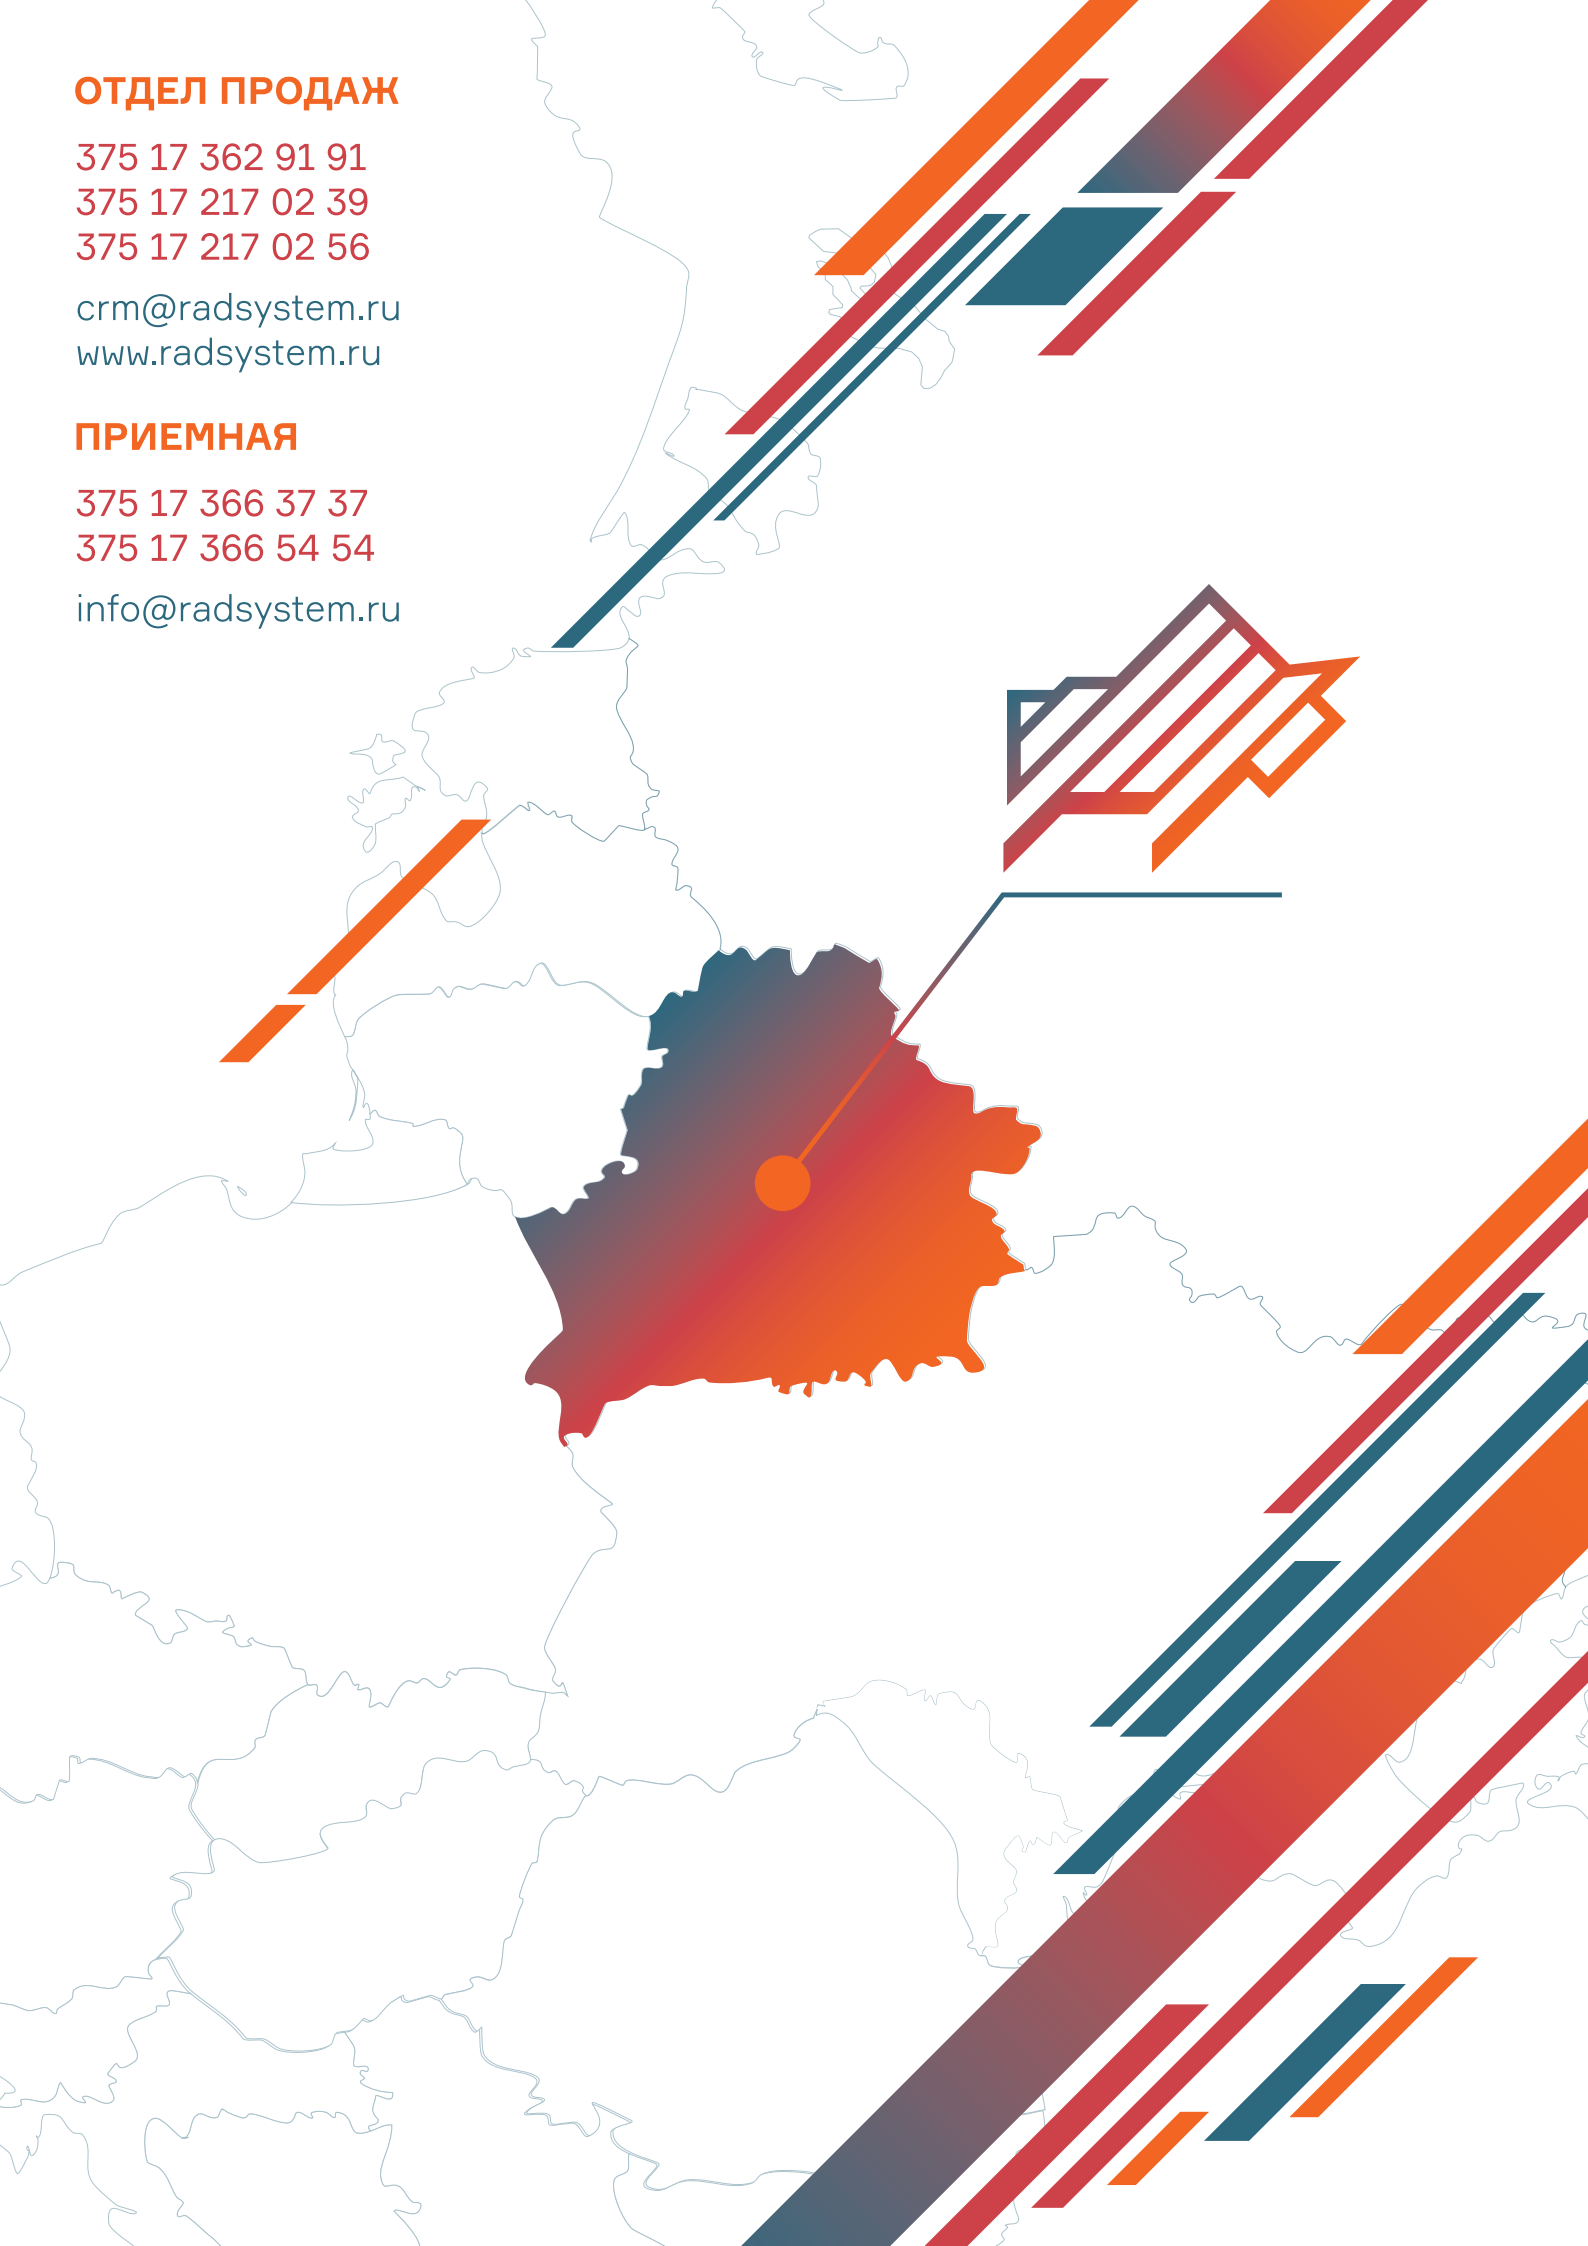 ОТДЕЛ ПРОДАЖ
375 17 362 91 91
375 17 217 02 39
375 17 217 02 56
crm@radsystem.ru
www.radsystem.ru
ПРИЕМНАЯ
375 17 366 37 37
375 17 366 54 54
info@radsystem.ru